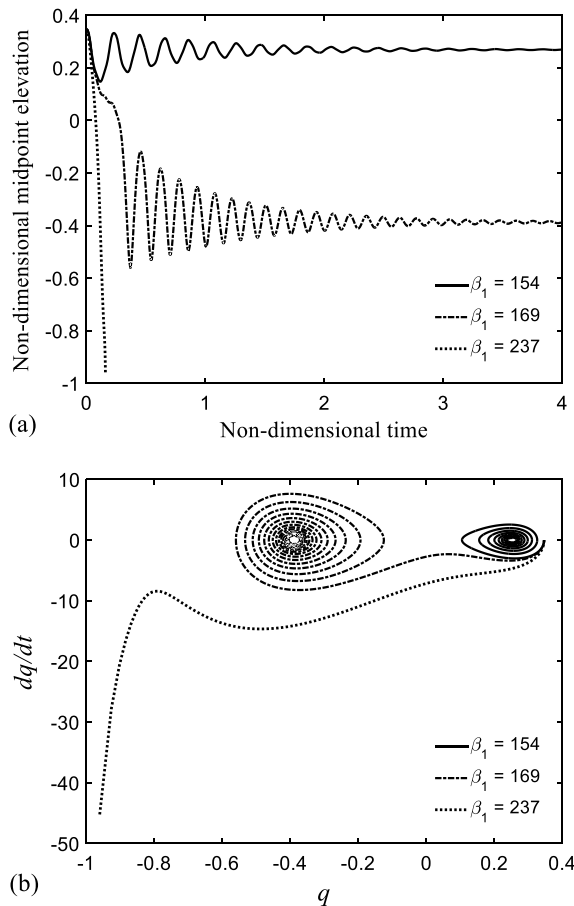 0.4
0.2
0
-0.2
-0.4
-0.6
-0.8
-1
Non-dimensional midpoint elevation
β1 = 154
β1 = 169
β1 = 237
0 1 2 3 4
(a)
Non-dimensional time
10
0
-10
-20
-30
-40
-50
dq/dt
β1 = 154
β1 = 169
β1 = 237
-1 -0.8 -0.6 -0.4 -0.2 0 0.2 0.4
(b)
q